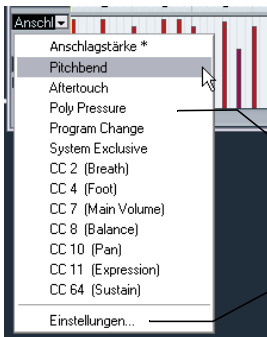 Anschl
Anschlagstärke *
Pitchbend
Aftertouch
Poly Pressure
Program Change
System Exclusive
CC 2 (Breath)
CC 4 (Foot)
CC 7 (Main Volume)
CC 8 (Balance)
CC 10 (Pan)
CC 11 (Expression)
CC 64 (Sustain)
Einstellungen...